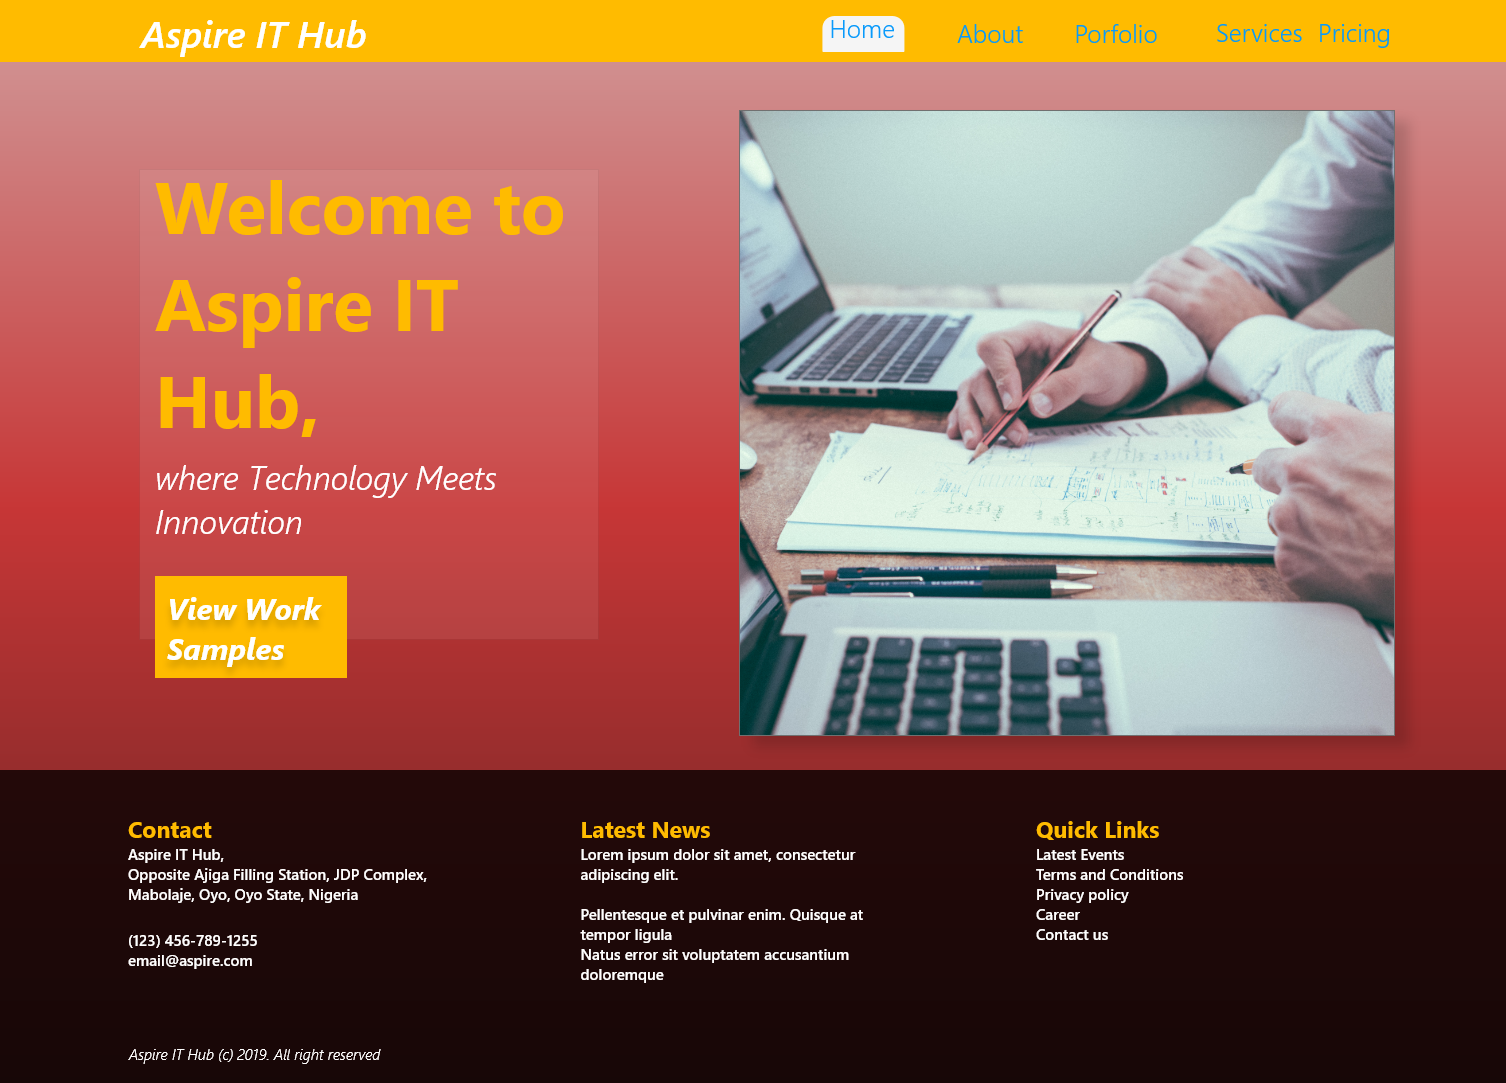 Aspire IT Hub
Home About Porfolio Services Pricing
Welcome to
Aspire IT
Hub,
where Technology Meets
Innovation
View Work
Samples
Contact
Aspire IT Hub,
Opposite Ajiga Filling Station, JDP Complex,
Mabolaje, Oyo, Oyo State, Nigeria
(123) 456-789-1255
email@aspire.com
Latest News
Lorem ipsum dolor sit amet, consectetur
adipiscing elit.
Pellentesque et pulvinar enim. Quisque at
tempor ligula
Natus error sit voluptatem accusantium
doloremque
Quick Links
Latest Events
Terms and Conditions
Privacy policy
Career
Contact us
Aspire IT Hub (c) 2019. All right reserved